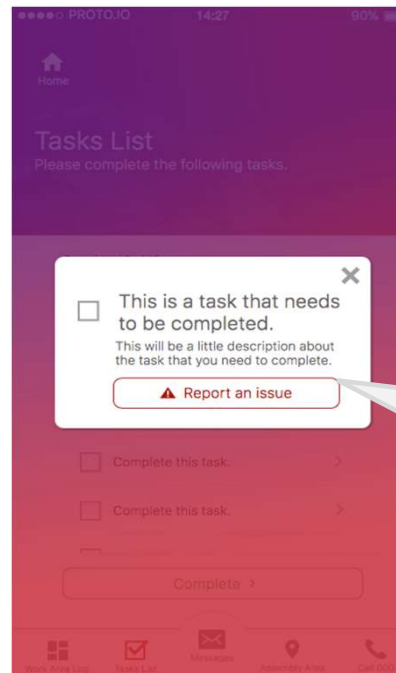 PROTO.IO 14:27 90%
Home
Tasks List
Please complete the following tasks.
This is a task that needs
to be completed.
This will be a little description about
the task that you need to complete.
Report an issue
Complete this task. >
Complete this task. >
Complete >
Work Area Log Tasks List Messages Assembly Area Call 000